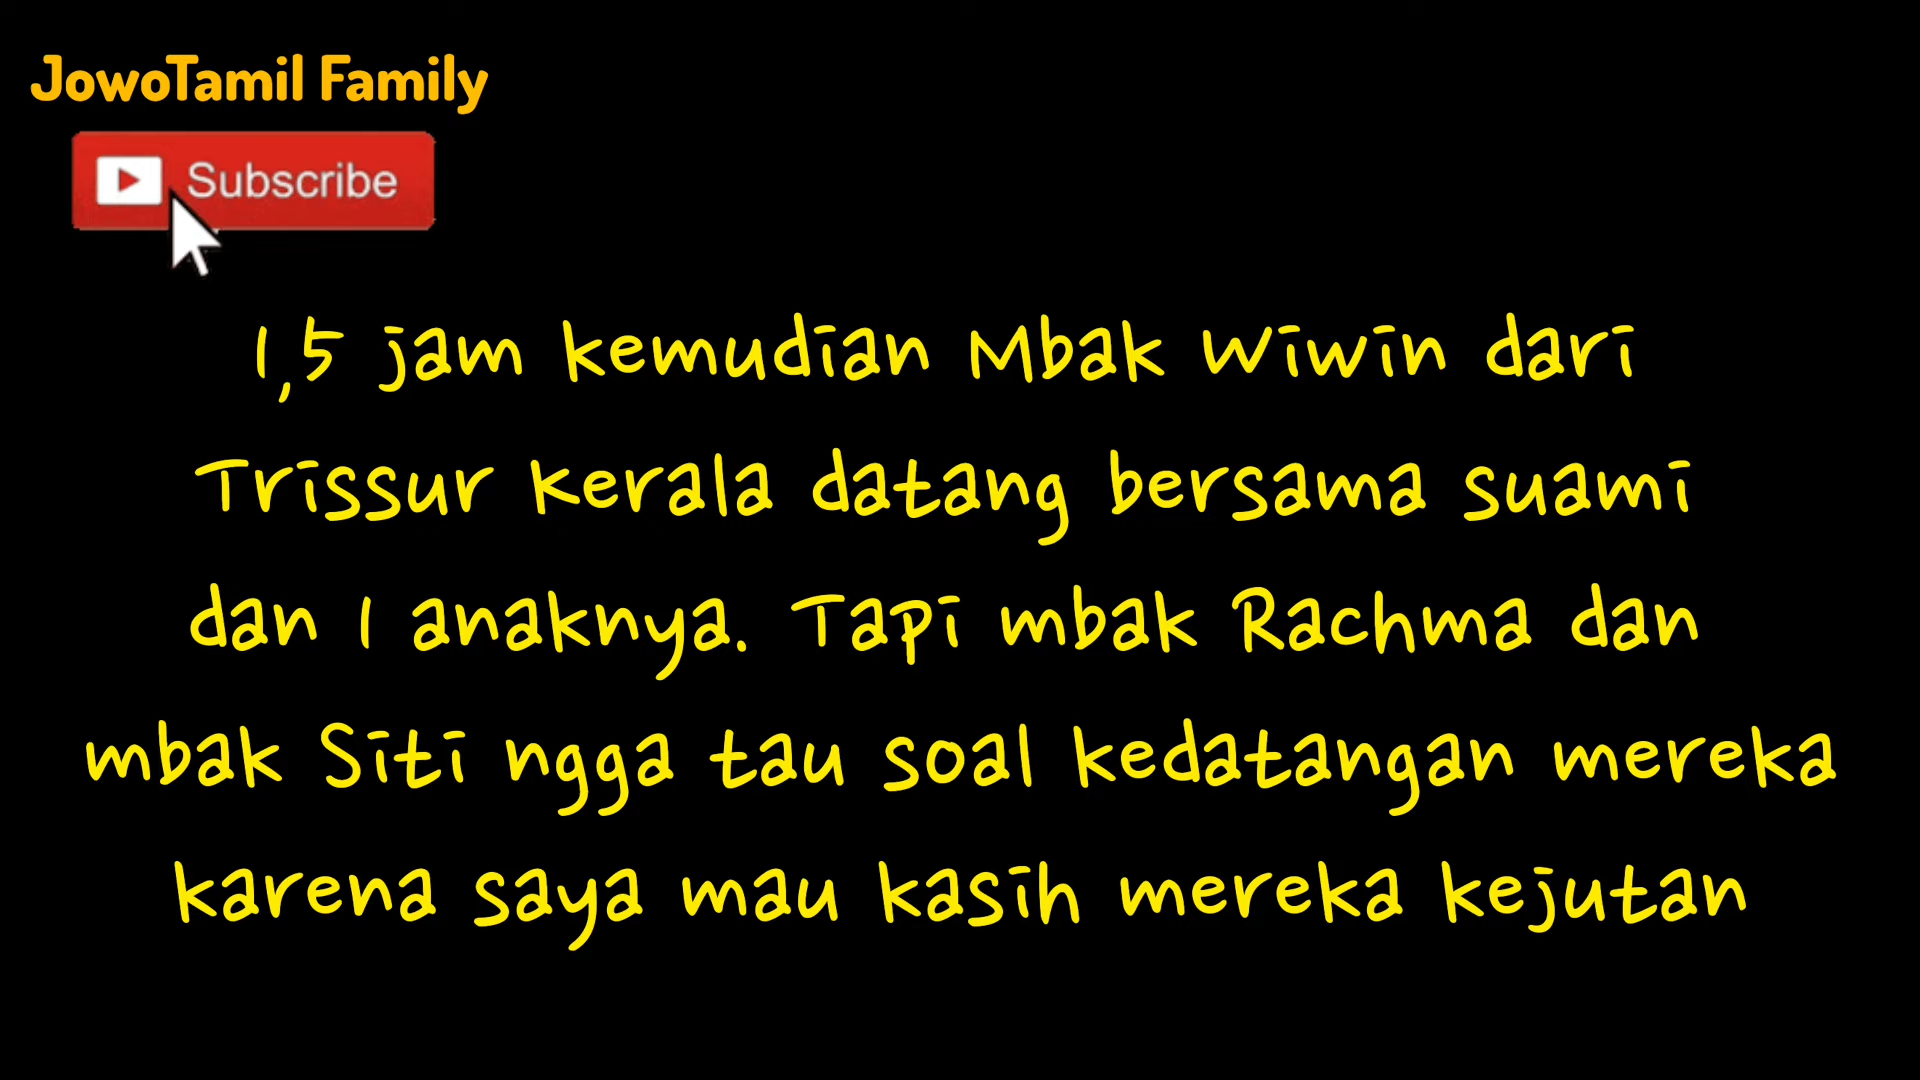 JowoTamil Family
Subscribe
1,5 jam kemudian Mbak Wiwin dari
Trissur Kerala datang bersama suami
dan 1 anaknya. Tapi mbak Rachma dan
mbak Siti ngga tau soal kedatangan mereka
karena saya mau kasih mereka kejutan